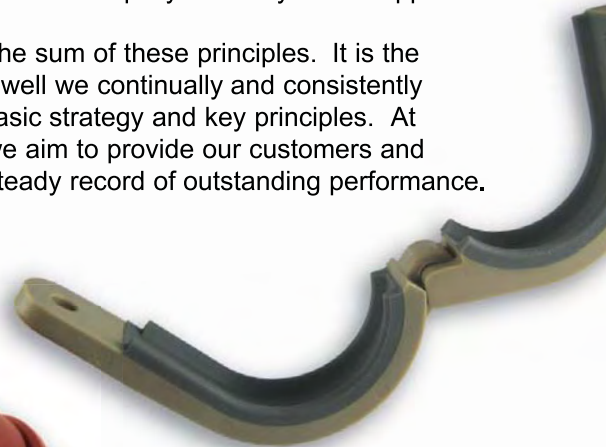 he sum of these principles.  It is the
well we continually and consistently
asic strategy and key principles.  At
e aim to provide our customers and
teady record of outstanding performance.